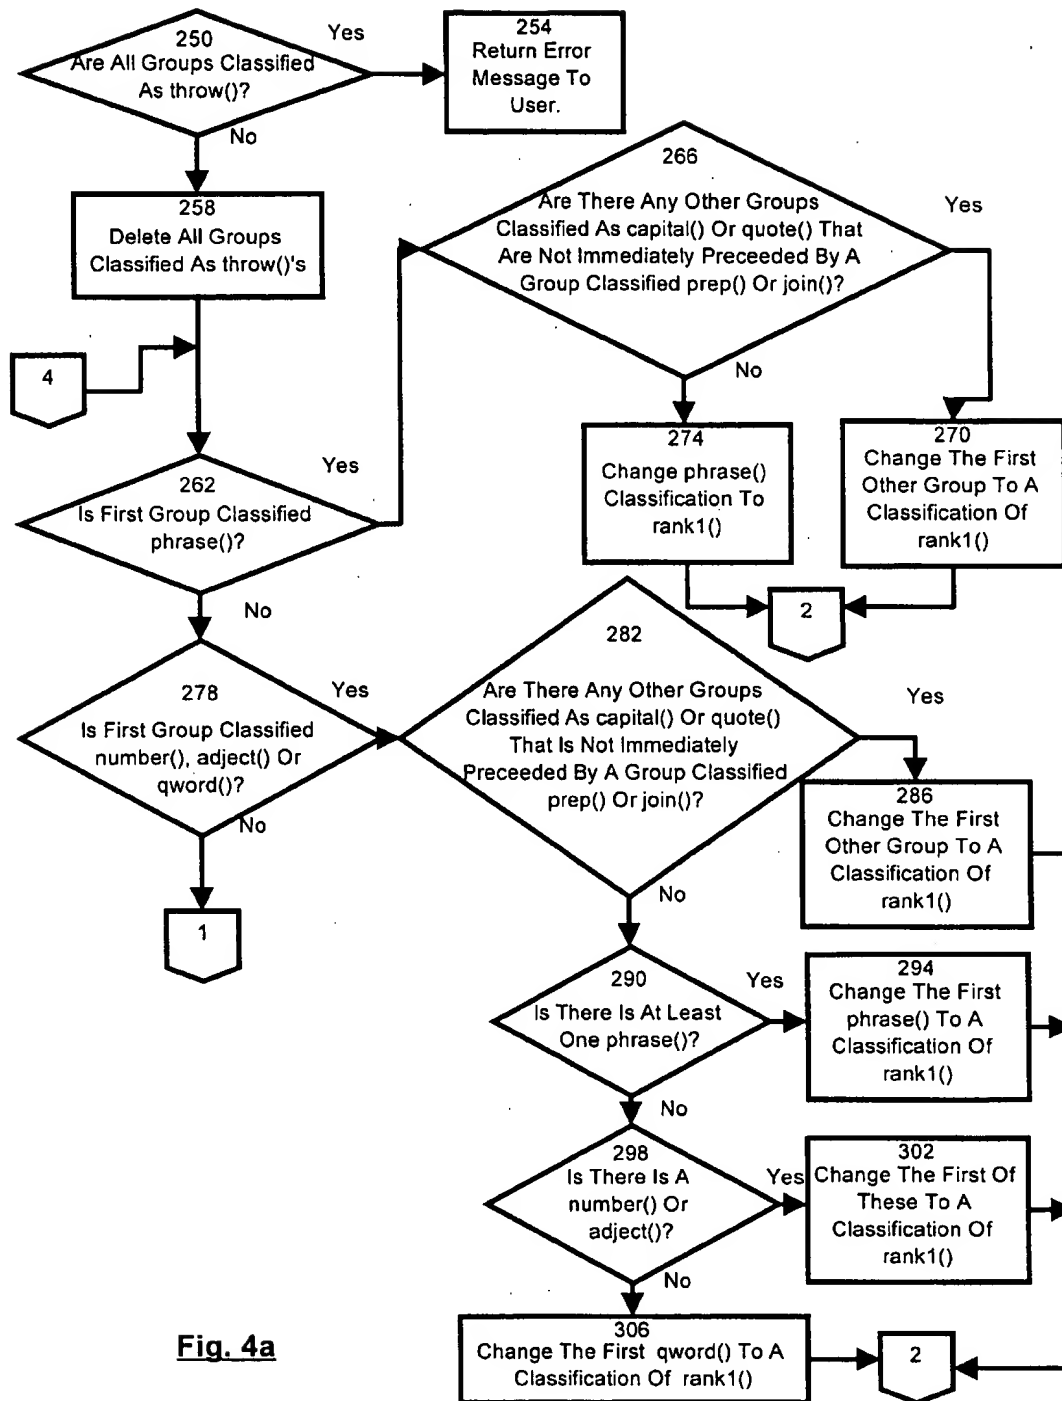 250
Are All Groups Classified
As throw()?
Yes
No
254
Return Error
Message To
User.
258
Delete All Groups
Classified As throw()'s
4
262
Is First Group Classified
phrase()?
Yes
No
266
Are There Any Other Groups
Classified As capital() Or quote() That
Are Not Immediately Preceeded By A
Group Classified prep() Or join()?
Yes
No
274
Change phrase()
Classification To
rank1()
270
Change The First
Other Group To A
Classification Of
rank1()
2
278
Is First Group Classified
number(), adject() Or
qword()?
Yes
No
1
282
Are There Any Other Groups
Classified As capital() Or quote()
That Is Not Immediately
Preceeded By A Group Classified
prep() Or join()?
Yes
No
286
Change The First
Other Group To A
Classification Of
rank1()
290
Is There Is At Least
One phrase()?
Yes
No
294
Change The First
phrase() To A
Classification Of
rank1()
298
Is There Is A
number() Or
adject()?
Yes
No
302
Change The First Of
These To A
Classification Of
rank1()
306
Change The First qword() To A
Classification Of rank1()
2
Fig. 4a